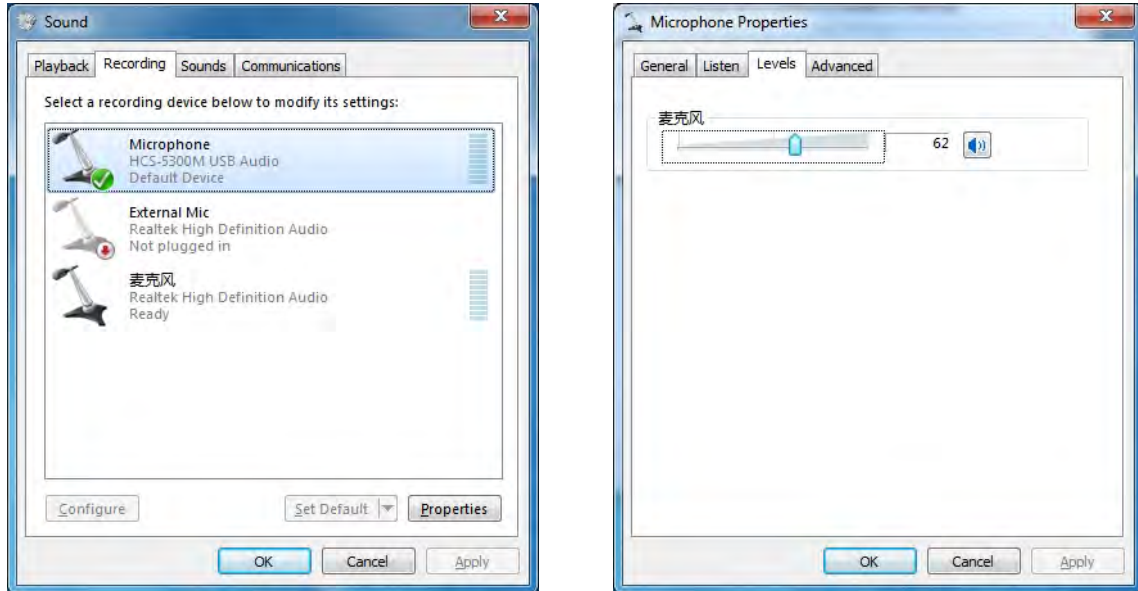 Sound
Playback Recording Sounds Communications
Select a recording device below to modify its settings:
Microphone
HCS-5300M USB Audio
Default Device
External Mic
Realtek High Definition Audio
Not plugged in
麦克风
Realtek High Definition Audio
Ready
Configure Set Default Properties
OK Cancel Apply
Microphone Properties
General Listen Levels Advanced
麦克风
62
OK Cancel Apply